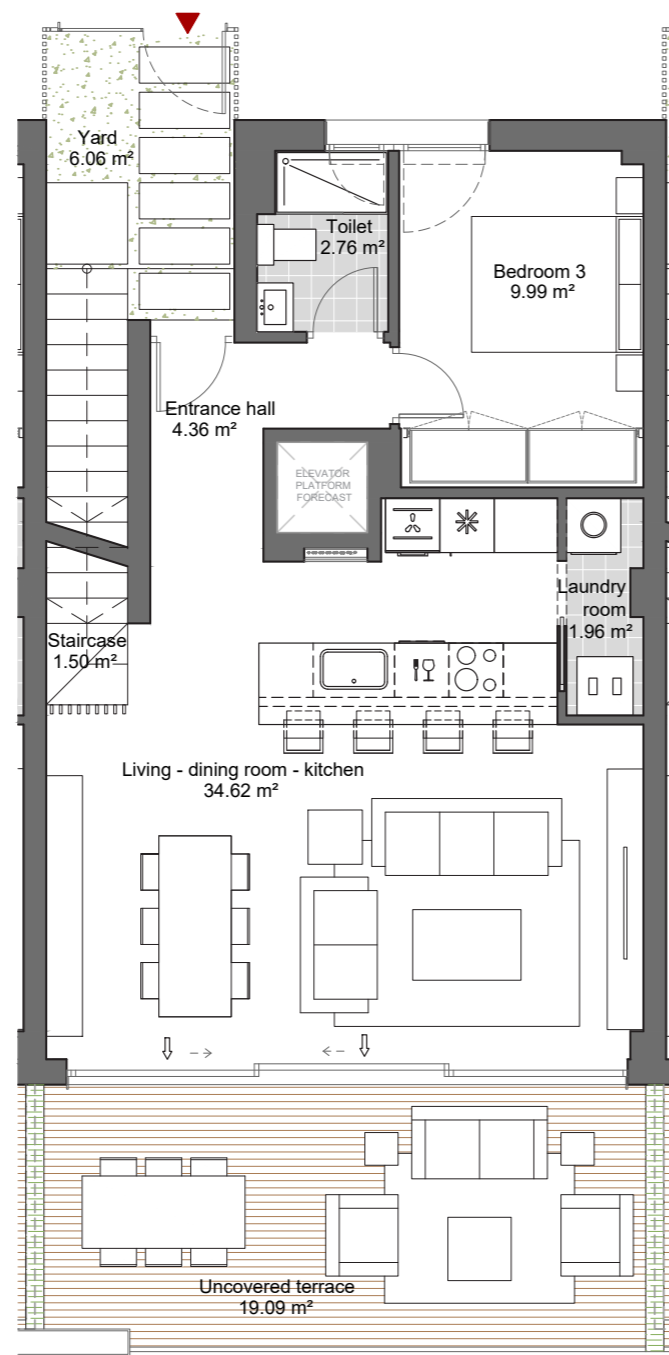 Yard
6.06 m²
Toilet
2.76 m²
Bedroom 3
9.99 m²
Entrance hall
4.36 m²
ELEVATOR
PLATFORM
FORECAST
Laundry
room
1.96 m²
Staircase
1.50 m²
Living - dining room - kitchen
34.62 m²
Uncovered terrace
19.09 m²